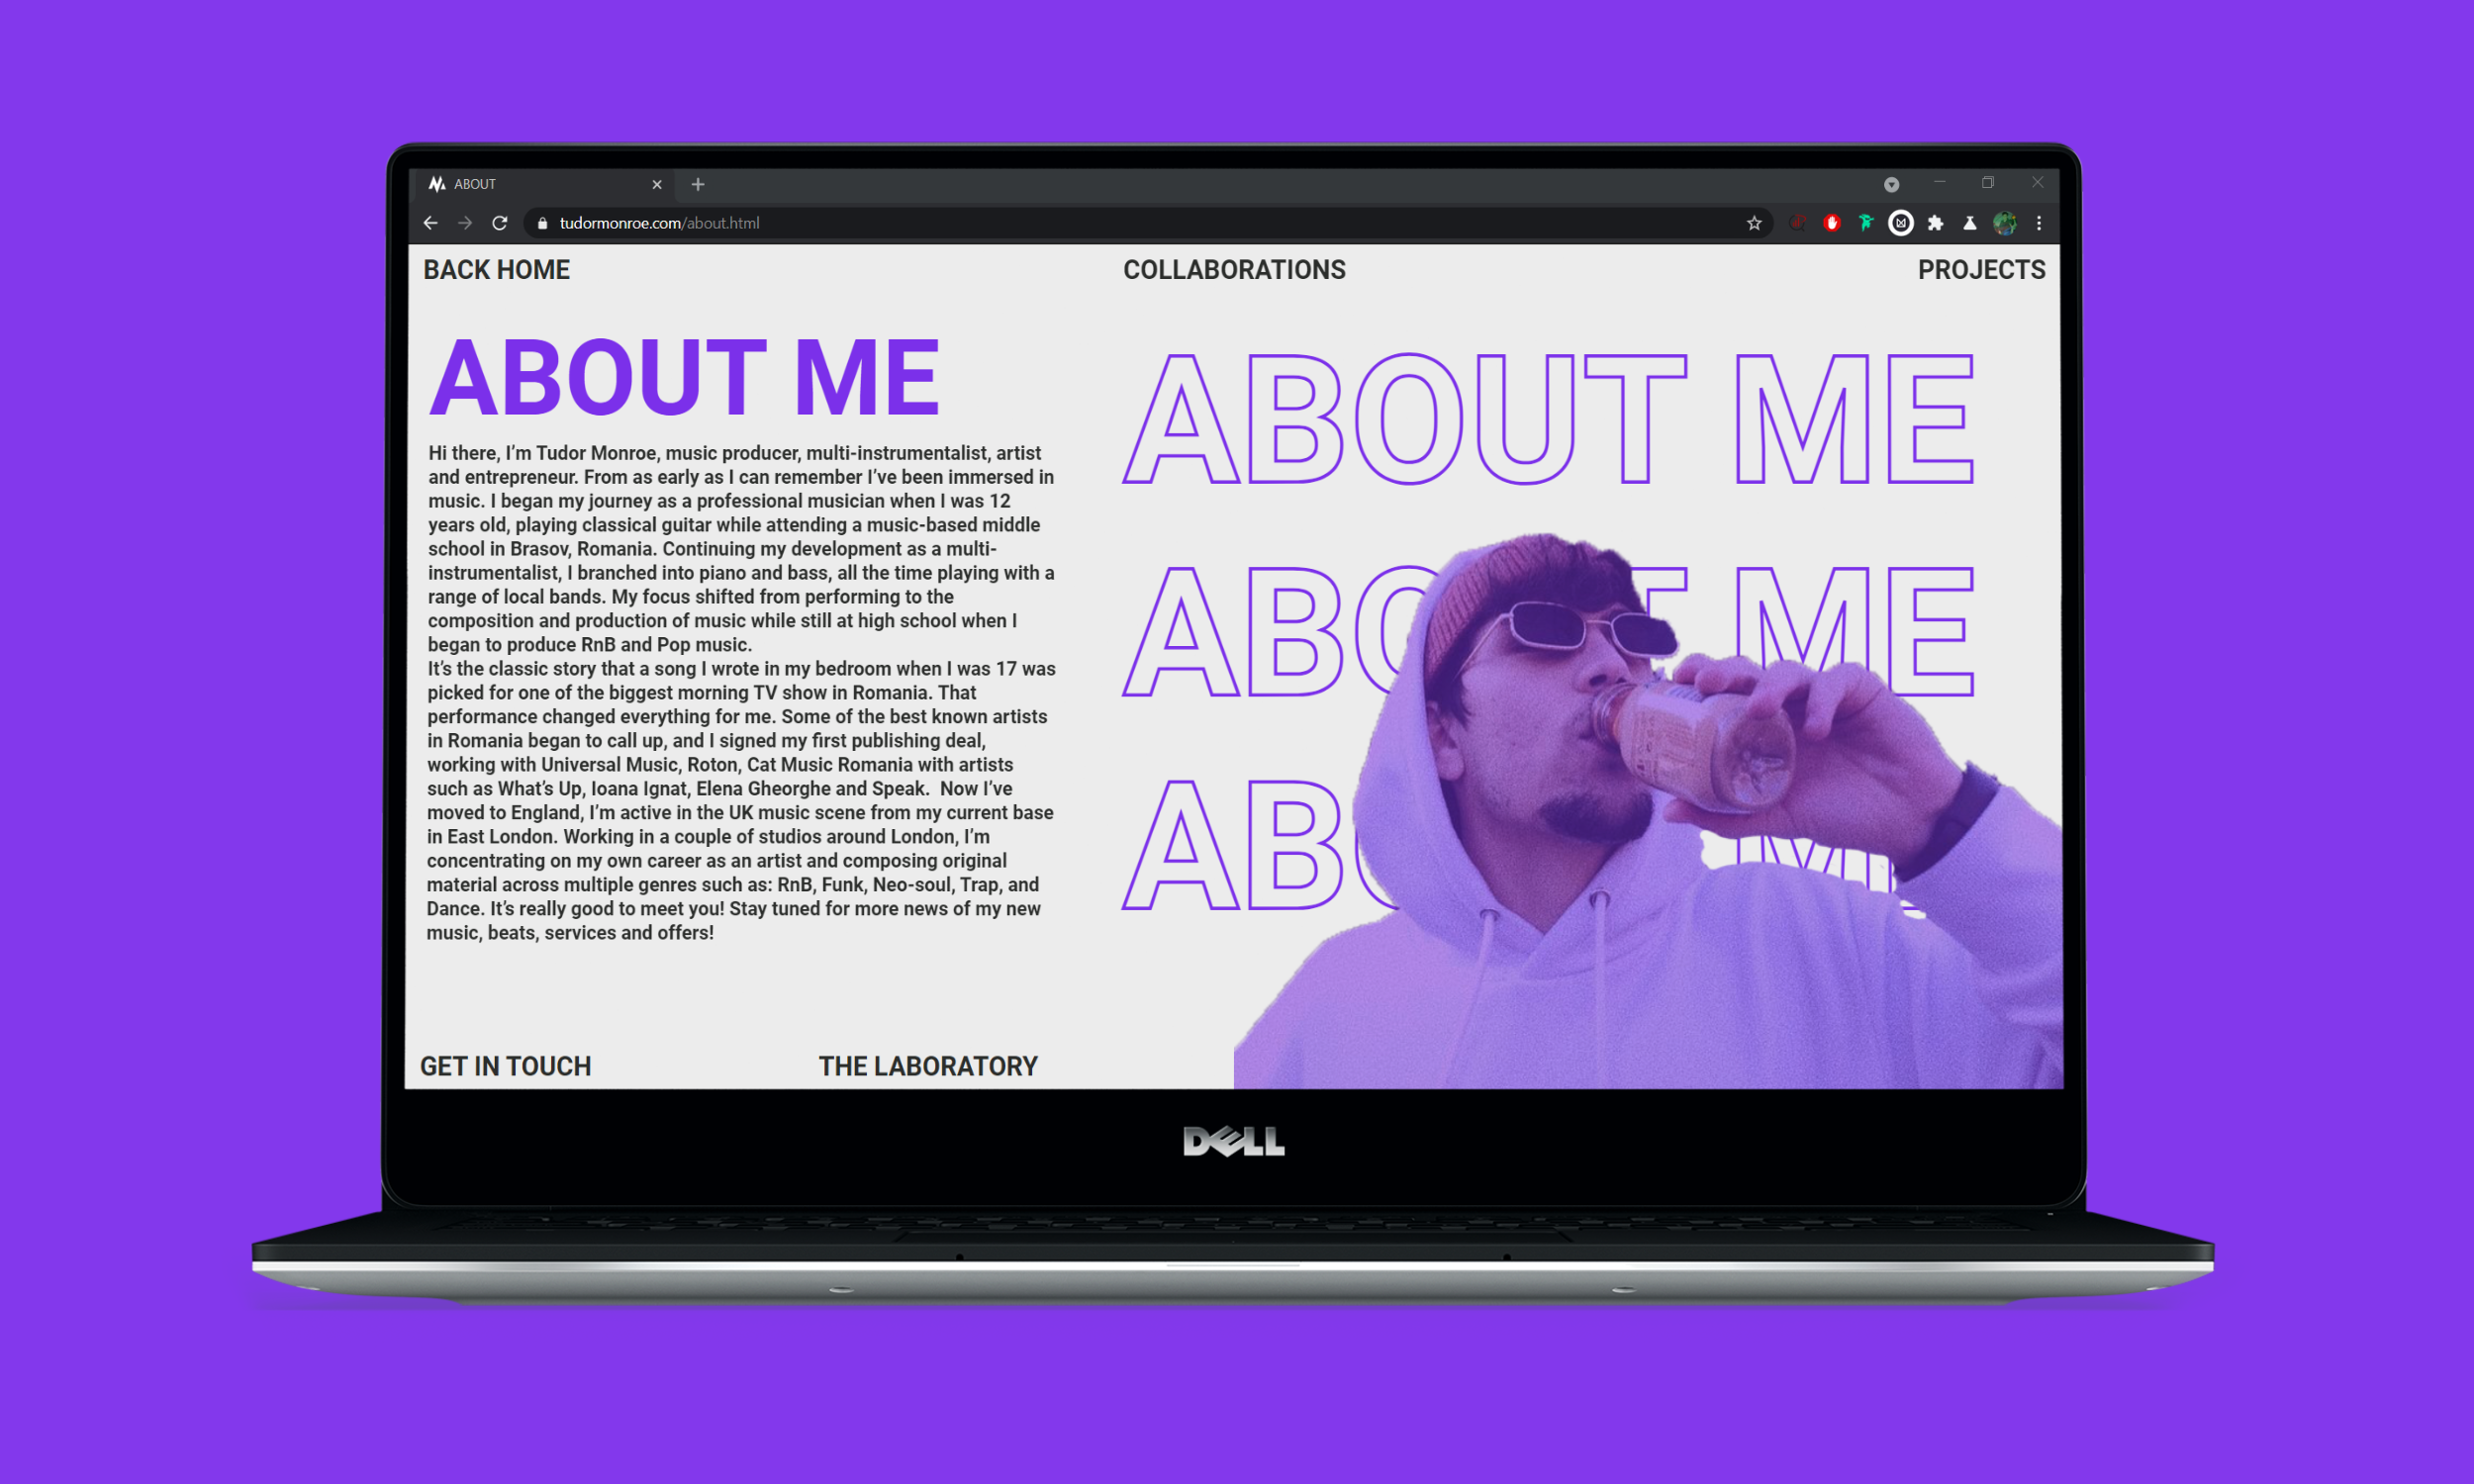 ABOUT
tudormonroe.com/about.html
BACK HOME
COLLABORATIONS
PROJECTS
ABOUT ME
Hi there, I’m Tudor Monroe, music producer, multi-instrumentalist, artist
and entrepreneur. From as early as I can remember I’ve been immersed in
music. I began my journey as a professional musician when I was 12
years old, playing classical guitar while attending a music-based middle
school in Brasov, Romania. Continuing my development as a multi-
instrumentalist, I branched into piano and bass, all the time playing with a
range of local bands. My focus shifted from performing to the
composition and production of music while still at high school when I
began to produce RnB and Pop music.
It’s the classic story that a song I wrote in my bedroom when I was 17 was
picked for one of the biggest morning TV show in Romania. That
performance changed everything for me. Some of the best known artists
in Romania began to call up, and I signed my first publishing deal,
working with Universal Music, Roton, Cat Music Romania with artists
such as What’s Up, Ioana Ignat, Elena Gheorghe and Speak.  Now I’ve
moved to England, I’m active in the UK music scene from my current base
in East London. Working in a couple of studios around London, I’m
concentrating on my own career as an artist and composing original
material across multiple genres such as: RnB, Funk, Neo-soul, Trap, and
Dance. It’s really good to meet you! Stay tuned for more news of my new
music, beats, services and offers!
ABOUT ME
ABO T ME
ABO ME
GET IN TOUCH
THE LABORATORY
DELL